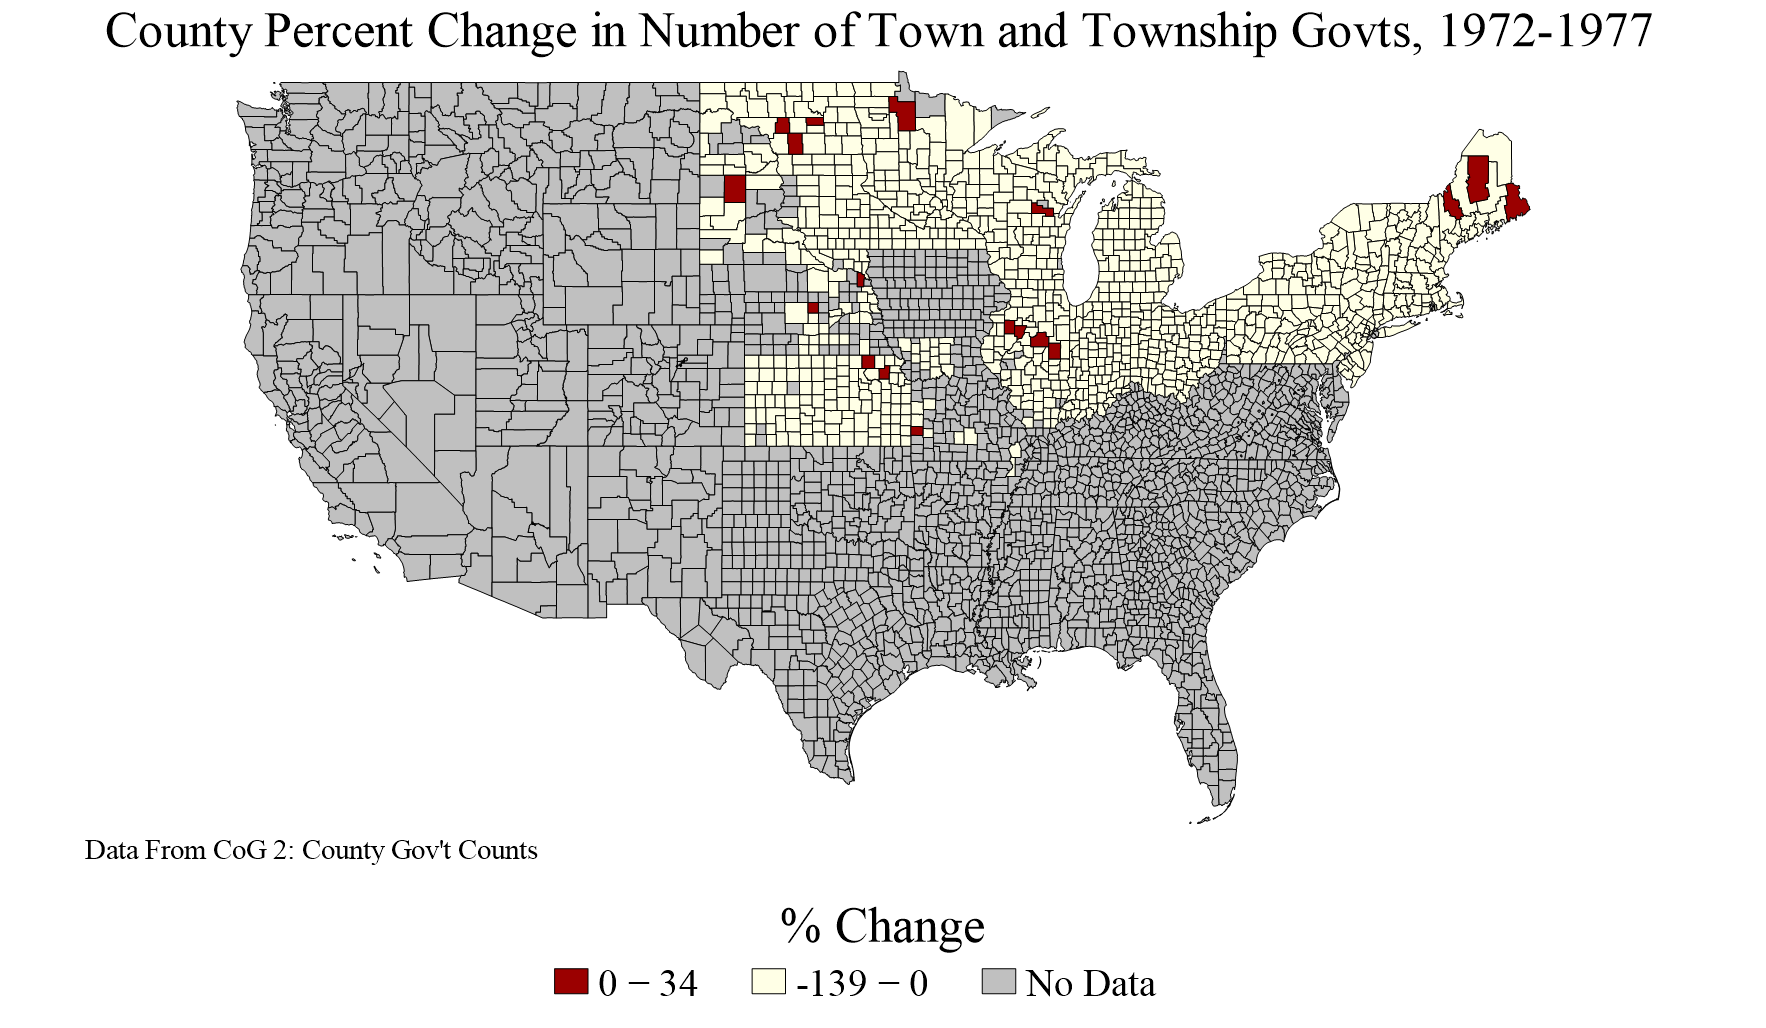 County Percent Change in Number of Town and Township Govts, 1972-1977
Data From CoG 2: County Gov't Counts
% Change
0 − 34
-139 − 0
No Data